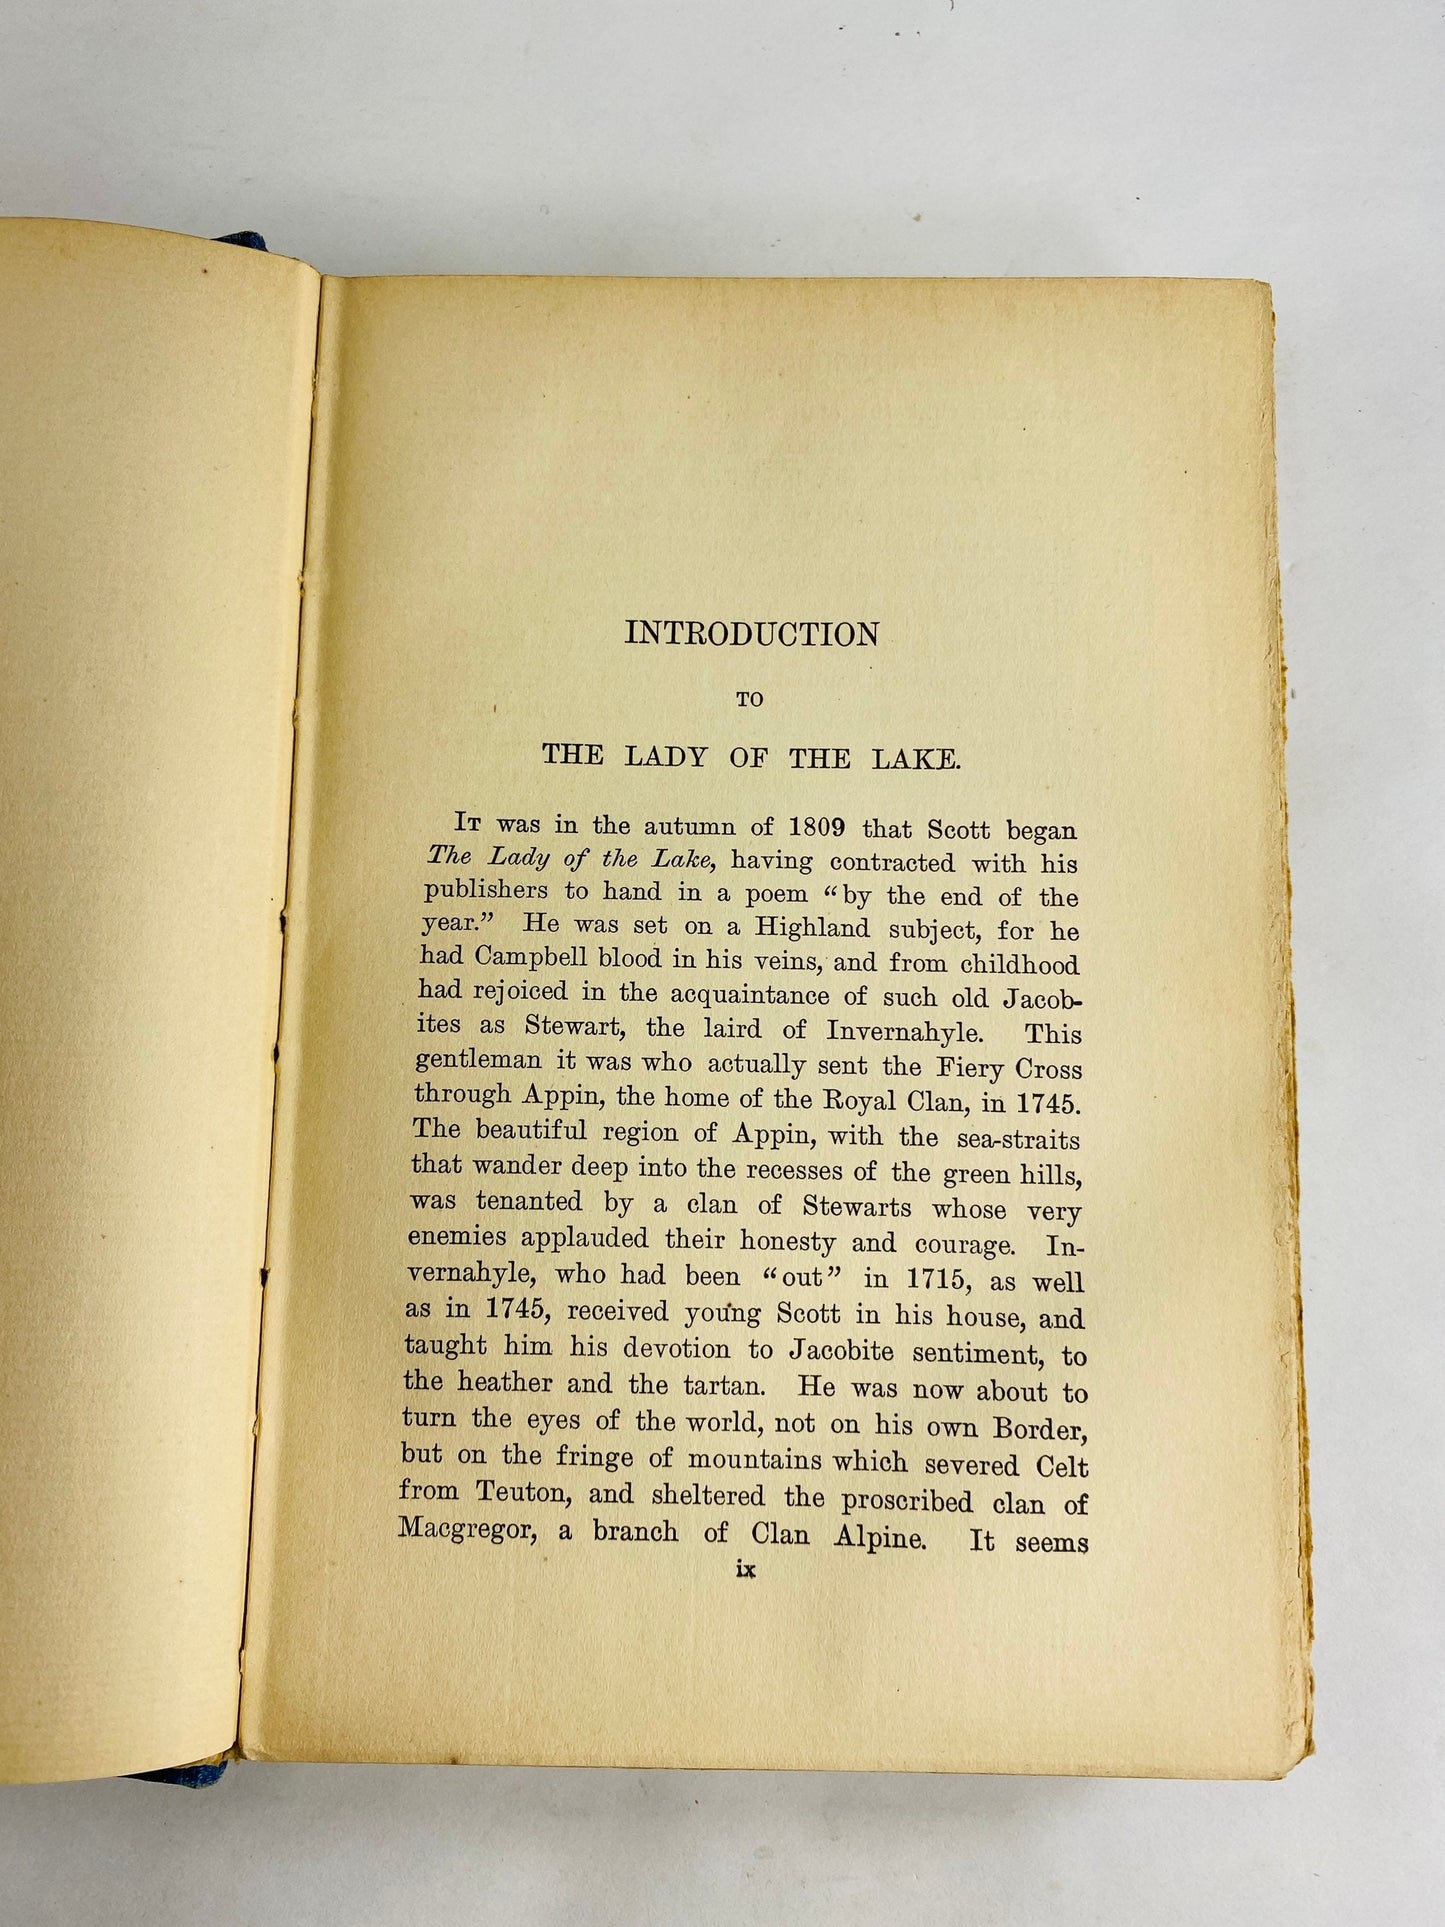 INTRODUCTION
TO
THE LADY OF THE LAKE.
IT was in the autumn of 1809 that Scott began
The Lady of the Lake, having contracted with his
publishers to hand in a poem “by the end of the
year.” He was set on a Highland subject, for he
had Campbell blood in his veins, and from childhood
had rejoiced in the acquaintance of such old Jacob-
ites as Stewart, the laird of Invernahyle. This
gentleman it was who actually sent the Fiery Cross
through Appin, the home of the Royal Clan, in 1745.
The beautiful region of Appin, with the sea-straits
that wander deep into the recesses of the green hills,
was tenanted by a clan of Stewarts whose very
enemies applauded their honesty and courage. In-
vernahyle, who had been “out” in 1715, as well
as in 1745, received young Scott in his house, and
taught him his devotion to Jacobite sentiment, to
the heather and the tartan. He was now about to
turn the eyes of the world, not on his own Border,
but on the fringe of mountains which severed Celt
from Teuton, and sheltered the proscribed clan of
Macgregor, a branch of Clan Alpine. It seems
ix